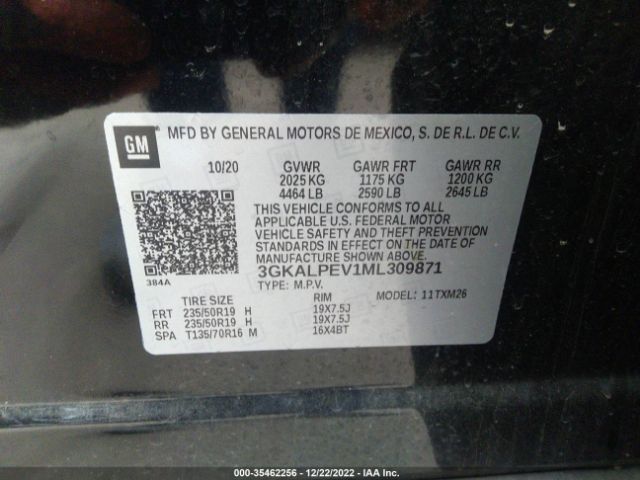 GM
MFD BY GENERAL MOTORS DE MEXICO, S. DE R.L. DE C.V.
10/20 GVWR GAWR FRT GAWR RR
2025 KG 1175 KG 1200 KG
4464 LB 2590 LB 2645 LB
THIS VEHICLE CONFORMS TO ALL
APPLICABLE U.S. FEDERAL MOTOR
VEHICLE SAFETY AND THEFT PREVENTION
STANDARDS IN EFFECT ON THE DATE OF
MANUFACTURE SHOWN ABOVE.
384A
3GKALPEV1ML309871
TYPE: M.P.V. MODEL: 11TXM26
TIRE SIZE RIM
FRT 235/50R19 H 19X7.5J
RR 235/50R19 H 19X7.5J
SPA T135/70R16 M 16X4BT
000-35462256 - 12/22/2022 - IAA Inc.